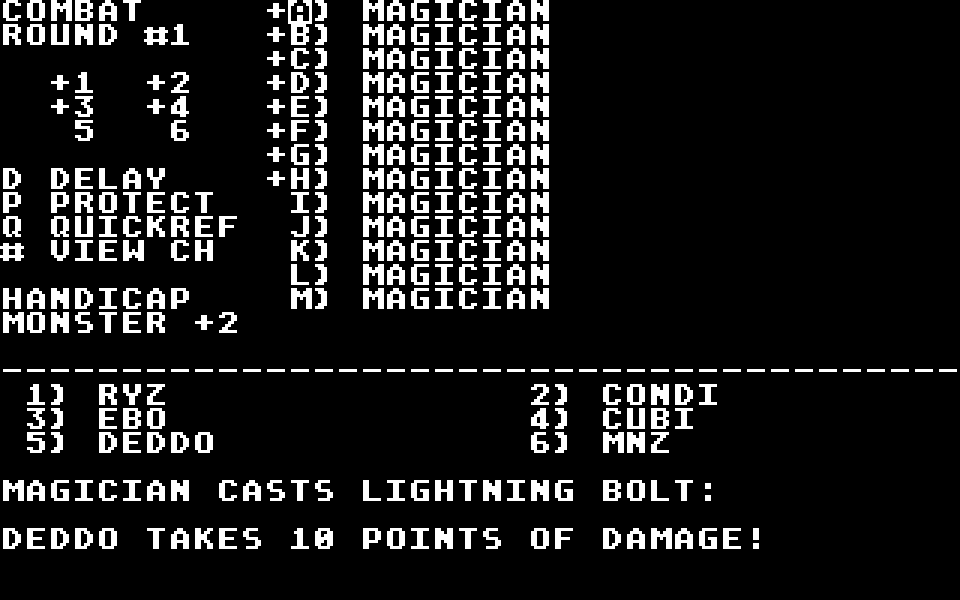 COMBAT     +A) MAGICIAN
ROUND #1   +B) MAGICIAN
           +C) MAGICIAN
  +1  +2   +D) MAGICIAN
  +3  +4   +E) MAGICIAN
   5   6   +F) MAGICIAN
           +G) MAGICIAN
D DELAY    +H) MAGICIAN
P PROTECT   I) MAGICIAN
Q QUICKREF  J) MAGICIAN
# VIEW CH   K) MAGICIAN
            L) MAGICIAN
HANDICAP    M) MAGICIAN
MONSTER +2
----------------------------------------
1) RYZ               2) CONDI
3) EBO               4) CUBI
5) DEDDO             6) MNZ
MAGICIAN CASTS LIGHTNING BOLT:
DEDDO TAKES 10 POINTS OF DAMAGE!